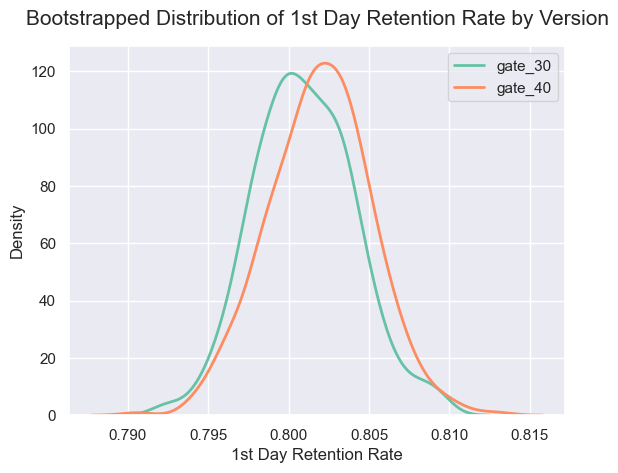 Bootstrapped Distribution of 1st Day Retention Rate by Version
gate_30
gate_40
120
100
80
60
40
20
0
Density
0.790 0.795 0.800 0.805 0.810 0.815
1st Day Retention Rate